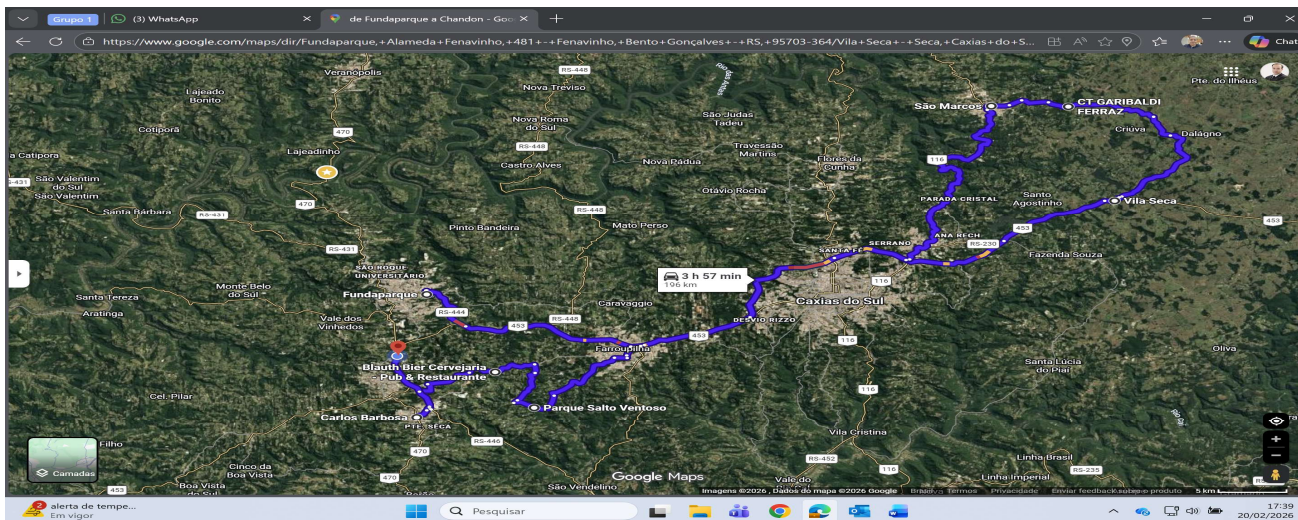 Grupo 1
(3) WhatsApp
de Fundaparque a Chandon - Goo
https://www.google.com/maps/dir/Fundaparque,+Alameda+Fenavinho,+481+-+Fenavinho,+Bento+Gonçalves+-+RS,+95703-364/Vila+Seca+-+Seca,+Caxias+do+S...
Chat
Veranópolis
RS-448
Nova Treviso
Pte. do Ilhéus
Lajeado
Bonito
São Marcos
CT GARIBALDI
FERRAZ
Cotiporã
470
Nova Roma
do Sul
São Judas
Tadeu
Criúva
Dalágno
a Catipora
Lajeadinho
RS-448
Travessão
Martins
Castro Alves
Nova Pádua
Flores da
Cunha
116
-431
São Valentim
do Sul
São Valentim
Otávio Rocha
PARADA CRISTAL
Santo
Agostinho
Vila Seca
470
Santa Bárbara
RS-431
RS-448
453
Pinto Bandeira
Mato Perso
453
ANA RECH
RS-230
SERRANO
SANTA FÉ
RS-431
Fazenda Souza
SÃO ROQUE
UNIVERSITÁRIO
3 h 57 min
196 km
116
Monte Belo
do Sul
Fundaparque
Santa Tereza
Aratinga
Caravaggio
Caxias do Sul
RS-444
Vale dos
Vinhedos
453
RS-448
DESVIO RIZZO
453
116
Farroupilha
Oliva
Blauth Bier Cervejaria
- Pub & Restaurante
Santa Lúcia
do Piaí
Cel. Pilar
116
Parque Salto Ventoso
Carlos Barbosa
PTE. SECA
Vila Cristina
RS-446
470
Filho
Camadas
Cinco da
Boa Vista
470
RS-452
116
Linha Brasil
RS-235
Linha Imperial
453
Boa Vista
do Sul
São Vendelino
Google Maps
Vale do
Imagens ©2026 , Dados do mapa ©2026 Google
Termos
Privacidade
Enviar feedback sobre o produto
5 km
2
alerta de tempe...
Em vigor
Pesquisar
17:39
20/02/2026